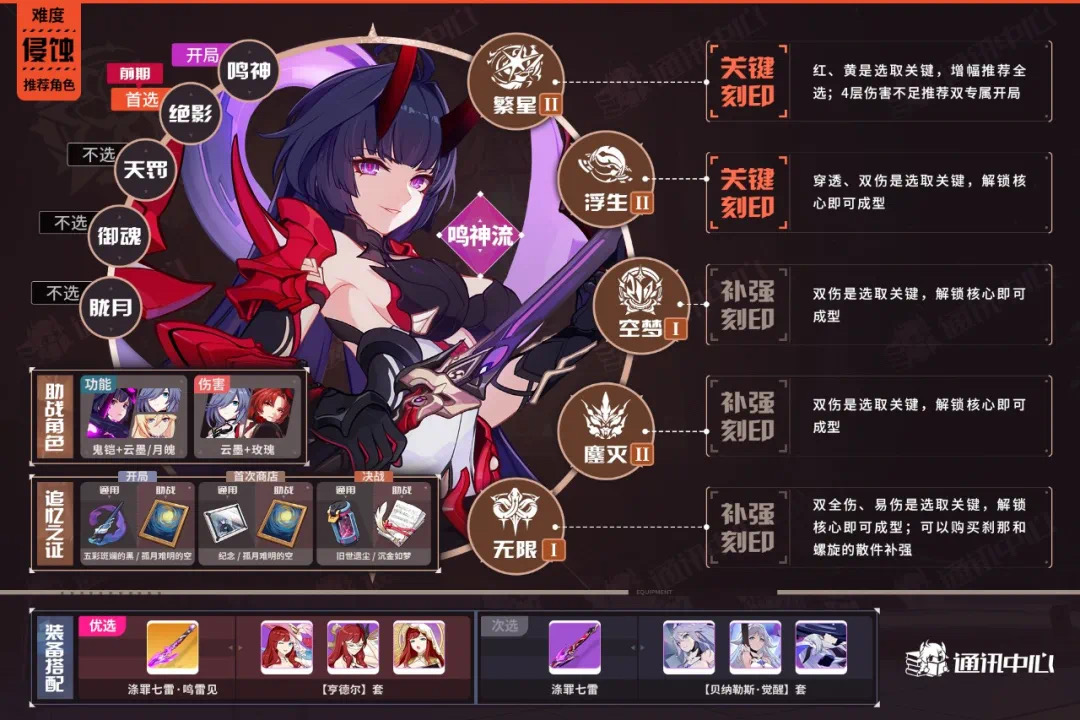 难度
侵蚀
推荐角色
开局
鸣神
前期
首选
绝影
不选
天罚
不选
御魂
不选
胧月
鸣神流
繁星 II
关键
刻印
红、黄是选取关键，增幅推荐全
选；4层伤害不足推荐双专属开局
浮生 II
关键
刻印
穿透、双伤是选取关键，解锁核
心即可成型
空梦 I
补强
刻印
双伤是选取关键，解锁核心即可
成型
鏖灭 II
补强
刻印
双伤是选取关键，解锁核心即可
成型
无限 I
补强
刻印
双全伤、易伤是选取关键，解锁
核心即可成型；可以购买刹那和
螺旋的散件补强
助战角色
功能
鬼铠+云墨/月魄
伤害
云墨+玫瑰
追忆之证
开局
通用 助战
五彩斑斓的黑 / 孤月难明的空
首次商店
通用 助战
纪念 / 孤月难明的空
决战
通用 助战
旧世遗尘 / 沉金如梦
EQUIPMENT
装备搭配
优选
涤罪七雷·鸣雷见
【亨德尔】套
次选
涤罪七雷
【贝纳勒斯·觉醒】套
通讯中心